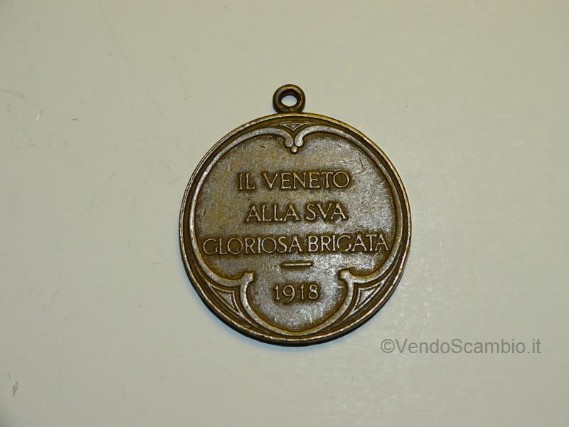 IL VENETO
ALLA SVA
GLORIOSA·BRIGATA
1918
©VendoScambio.it